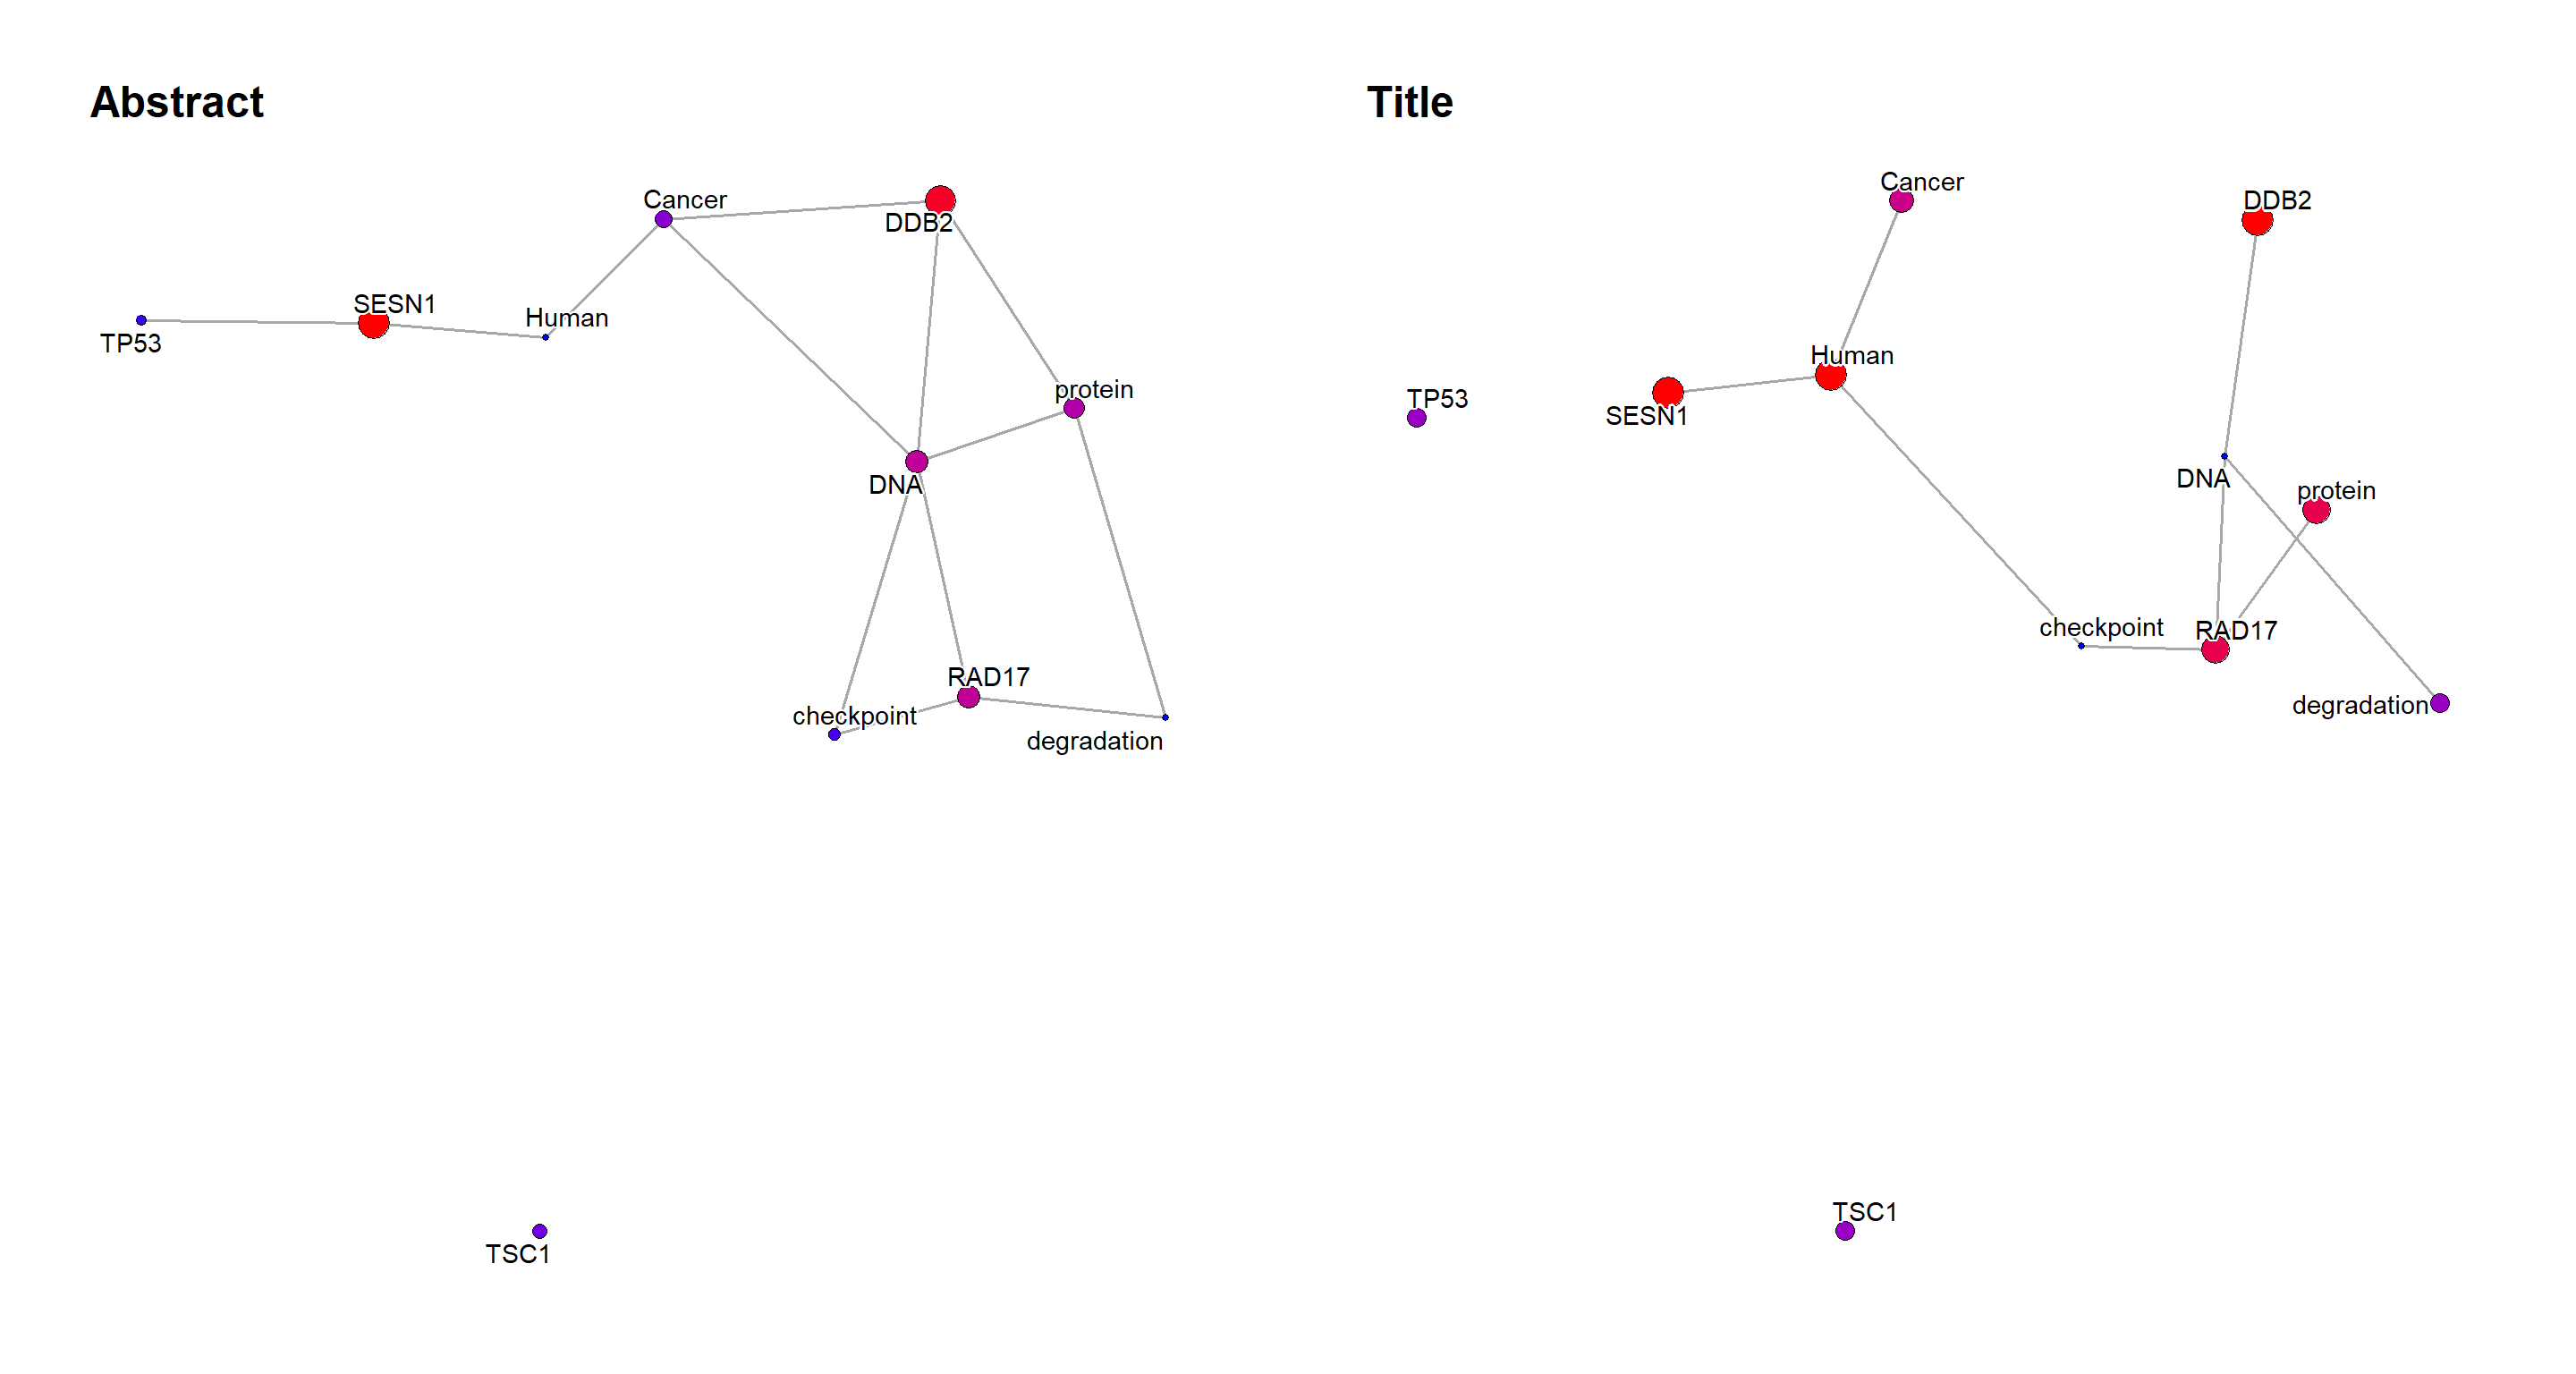 Abstract
Cancer
DDB2
SESN1
Human
TP53
protein
DNA
RAD17
checkpoint
degradation
TSC1
Title
Cancer
DDB2
Human
TP53
SESN1
DNA
protein
checkpoint
RAD17
degradation
TSC1